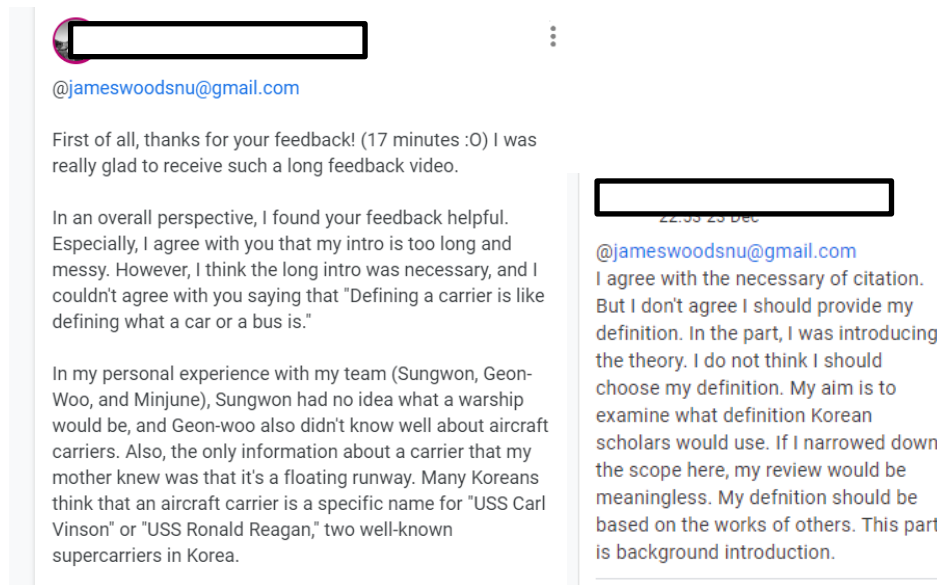 @jameswoodsnu@gmail.com
First of all, thanks for your feedback! (17 minutes :O) I was
really glad to receive such a long feedback video.
In an overall perspective, I found your feedback helpful.
Especially, I agree with you that my intro is too long and
messy. However, I think the long intro was necessary, and I
couldn't agree with you saying that "Defining a carrier is like
defining what a car or a bus is."
In my personal experience with my team (Sungwon, Geon-
Woo, and Minjune), Sungwon had no idea what a warship
would be, and Geon-woo also didn't know well about aircraft
carriers. Also, the only information about a carrier that my
mother knew was that it's a floating runway. Many Koreans
think that an aircraft carrier is a specific name for "USS Carl
Vinson" or "USS Ronald Reagan," two well-known
supercarriers in Korea.
22:53 23 Dec
@jameswoodsnu@gmail.com
I agree with the necessary of citation.
But I don't agree I should provide my
definition. In the part, I was introducing
the theory. I do not think I should
choose my definition. My aim is to
examine what definition Korean
scholars would use. If I narrowed down
the scope here, my review would be
meaningless. My defnition should be
based on the works of others. This part
is background introduction.